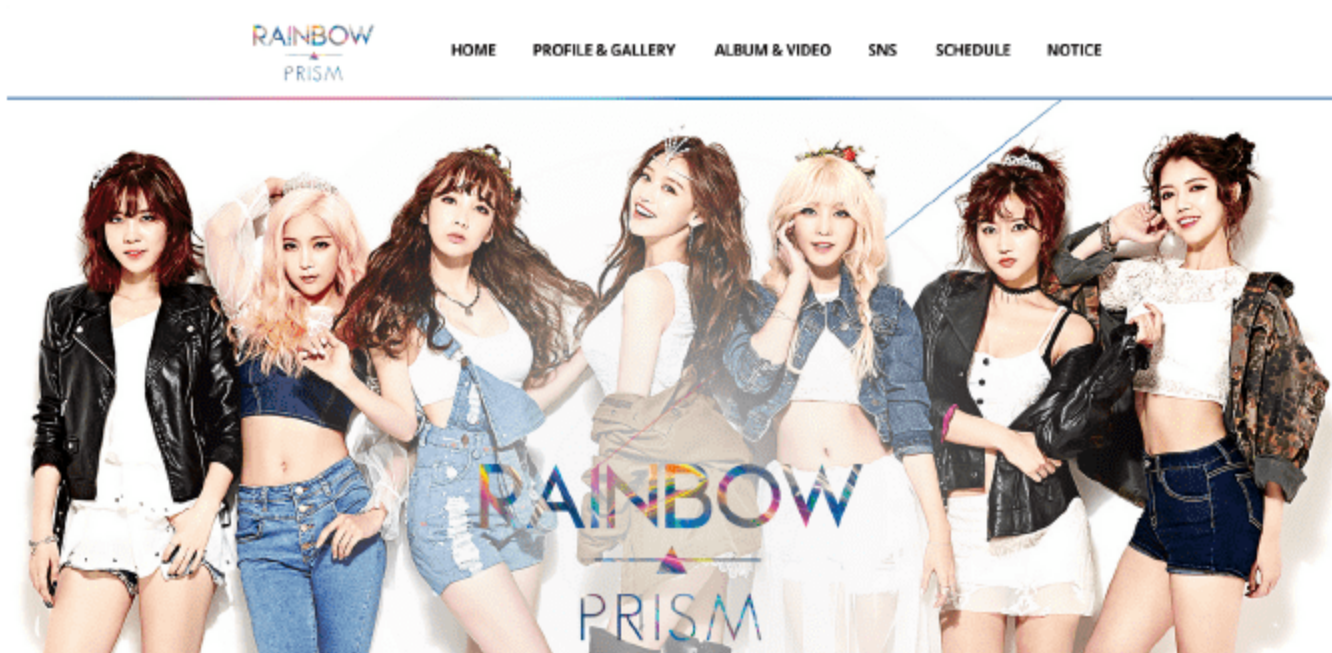 RAINBOW
PRISM
HOME PROFILE & GALLERY ALBUM & VIDEO SNS SCHEDULE NOTICE
RAINBOW
PRISM